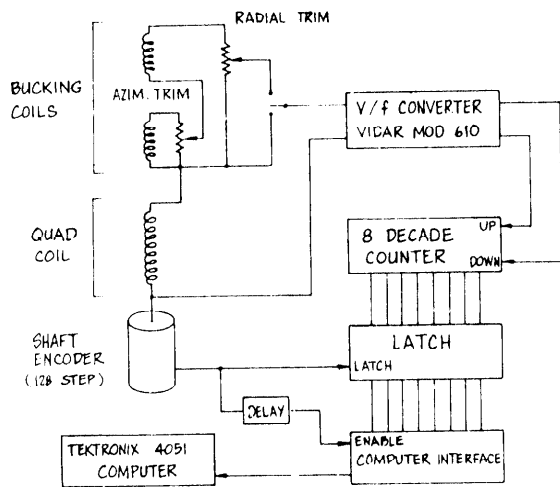 RADIAL TRIM
BUCKING
COILS
AZIM. TRIM
V/f CONVERTER
VIDAR MOD 610
QUAD
COIL
UP
8 DECADE
COUNTER
DOWN
SHAFT
ENCODER
(128 STEP)
LATCH
LATCH
DELAY
ENABLE
COMPUTER INTERFACE
TEKTRONIX 4051
COMPUTER